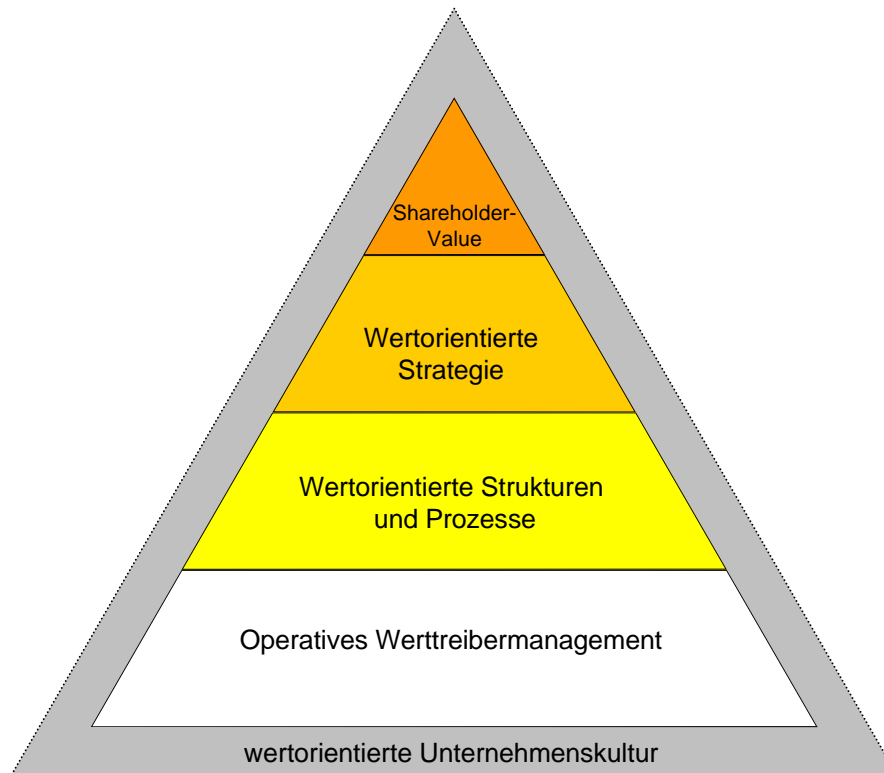 Shareholder-
Value
Wertorientierte
Strategie
Wertorientierte Strukturen
und Prozesse
Operatives Werttreibermanagement
wertorientierte Unternehmenskultur